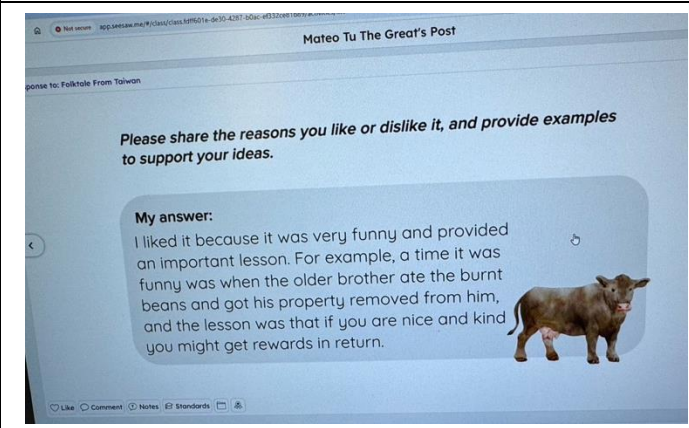 Not secure
Mateo Tu The Great's Post
ponse to: Folktale From Taiwan
Please share the reasons you like or dislike it, and provide examples
to support your ideas.
My answer:
I liked it because it was very funny and provided
an important lesson. For example, a time it was
funny was when the older brother ate the burnt
beans and got his property removed from him,
and the lesson was that if you are nice and kind
you might get rewards in return.
Like Comment Notes Standards